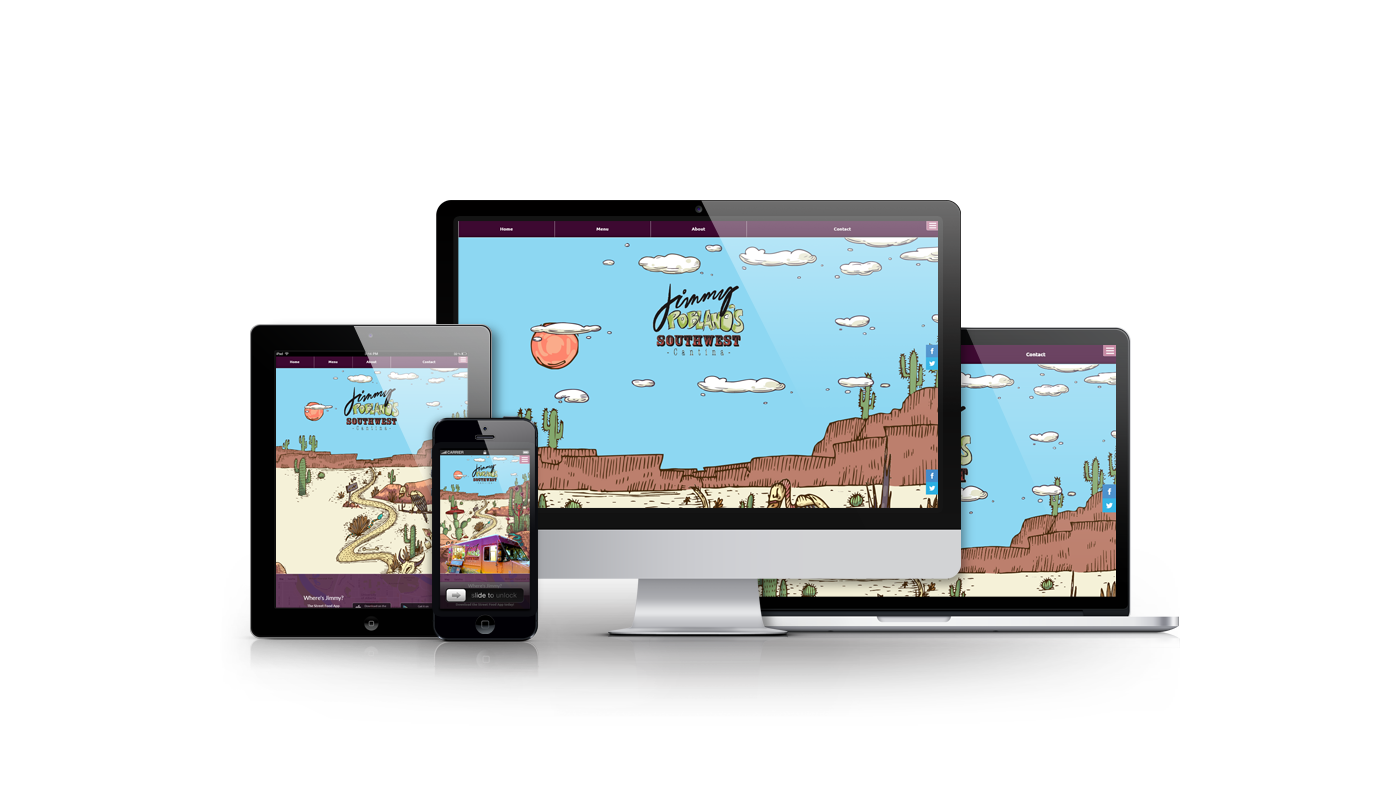 Home Menu About Contact
Jimmy
POBLANO'S
SOUTHWEST
·Cantina·
Contact
iPad
Home Menu About Contact
Jimmy
POBLANO'S
SOUTHWEST
·Cantina·
Where's Jimmy?
The Street Food App
CARRIER
Jimmy
POBLANO'S
SOUTHWEST
Where's Jimmy?
slide to unlock